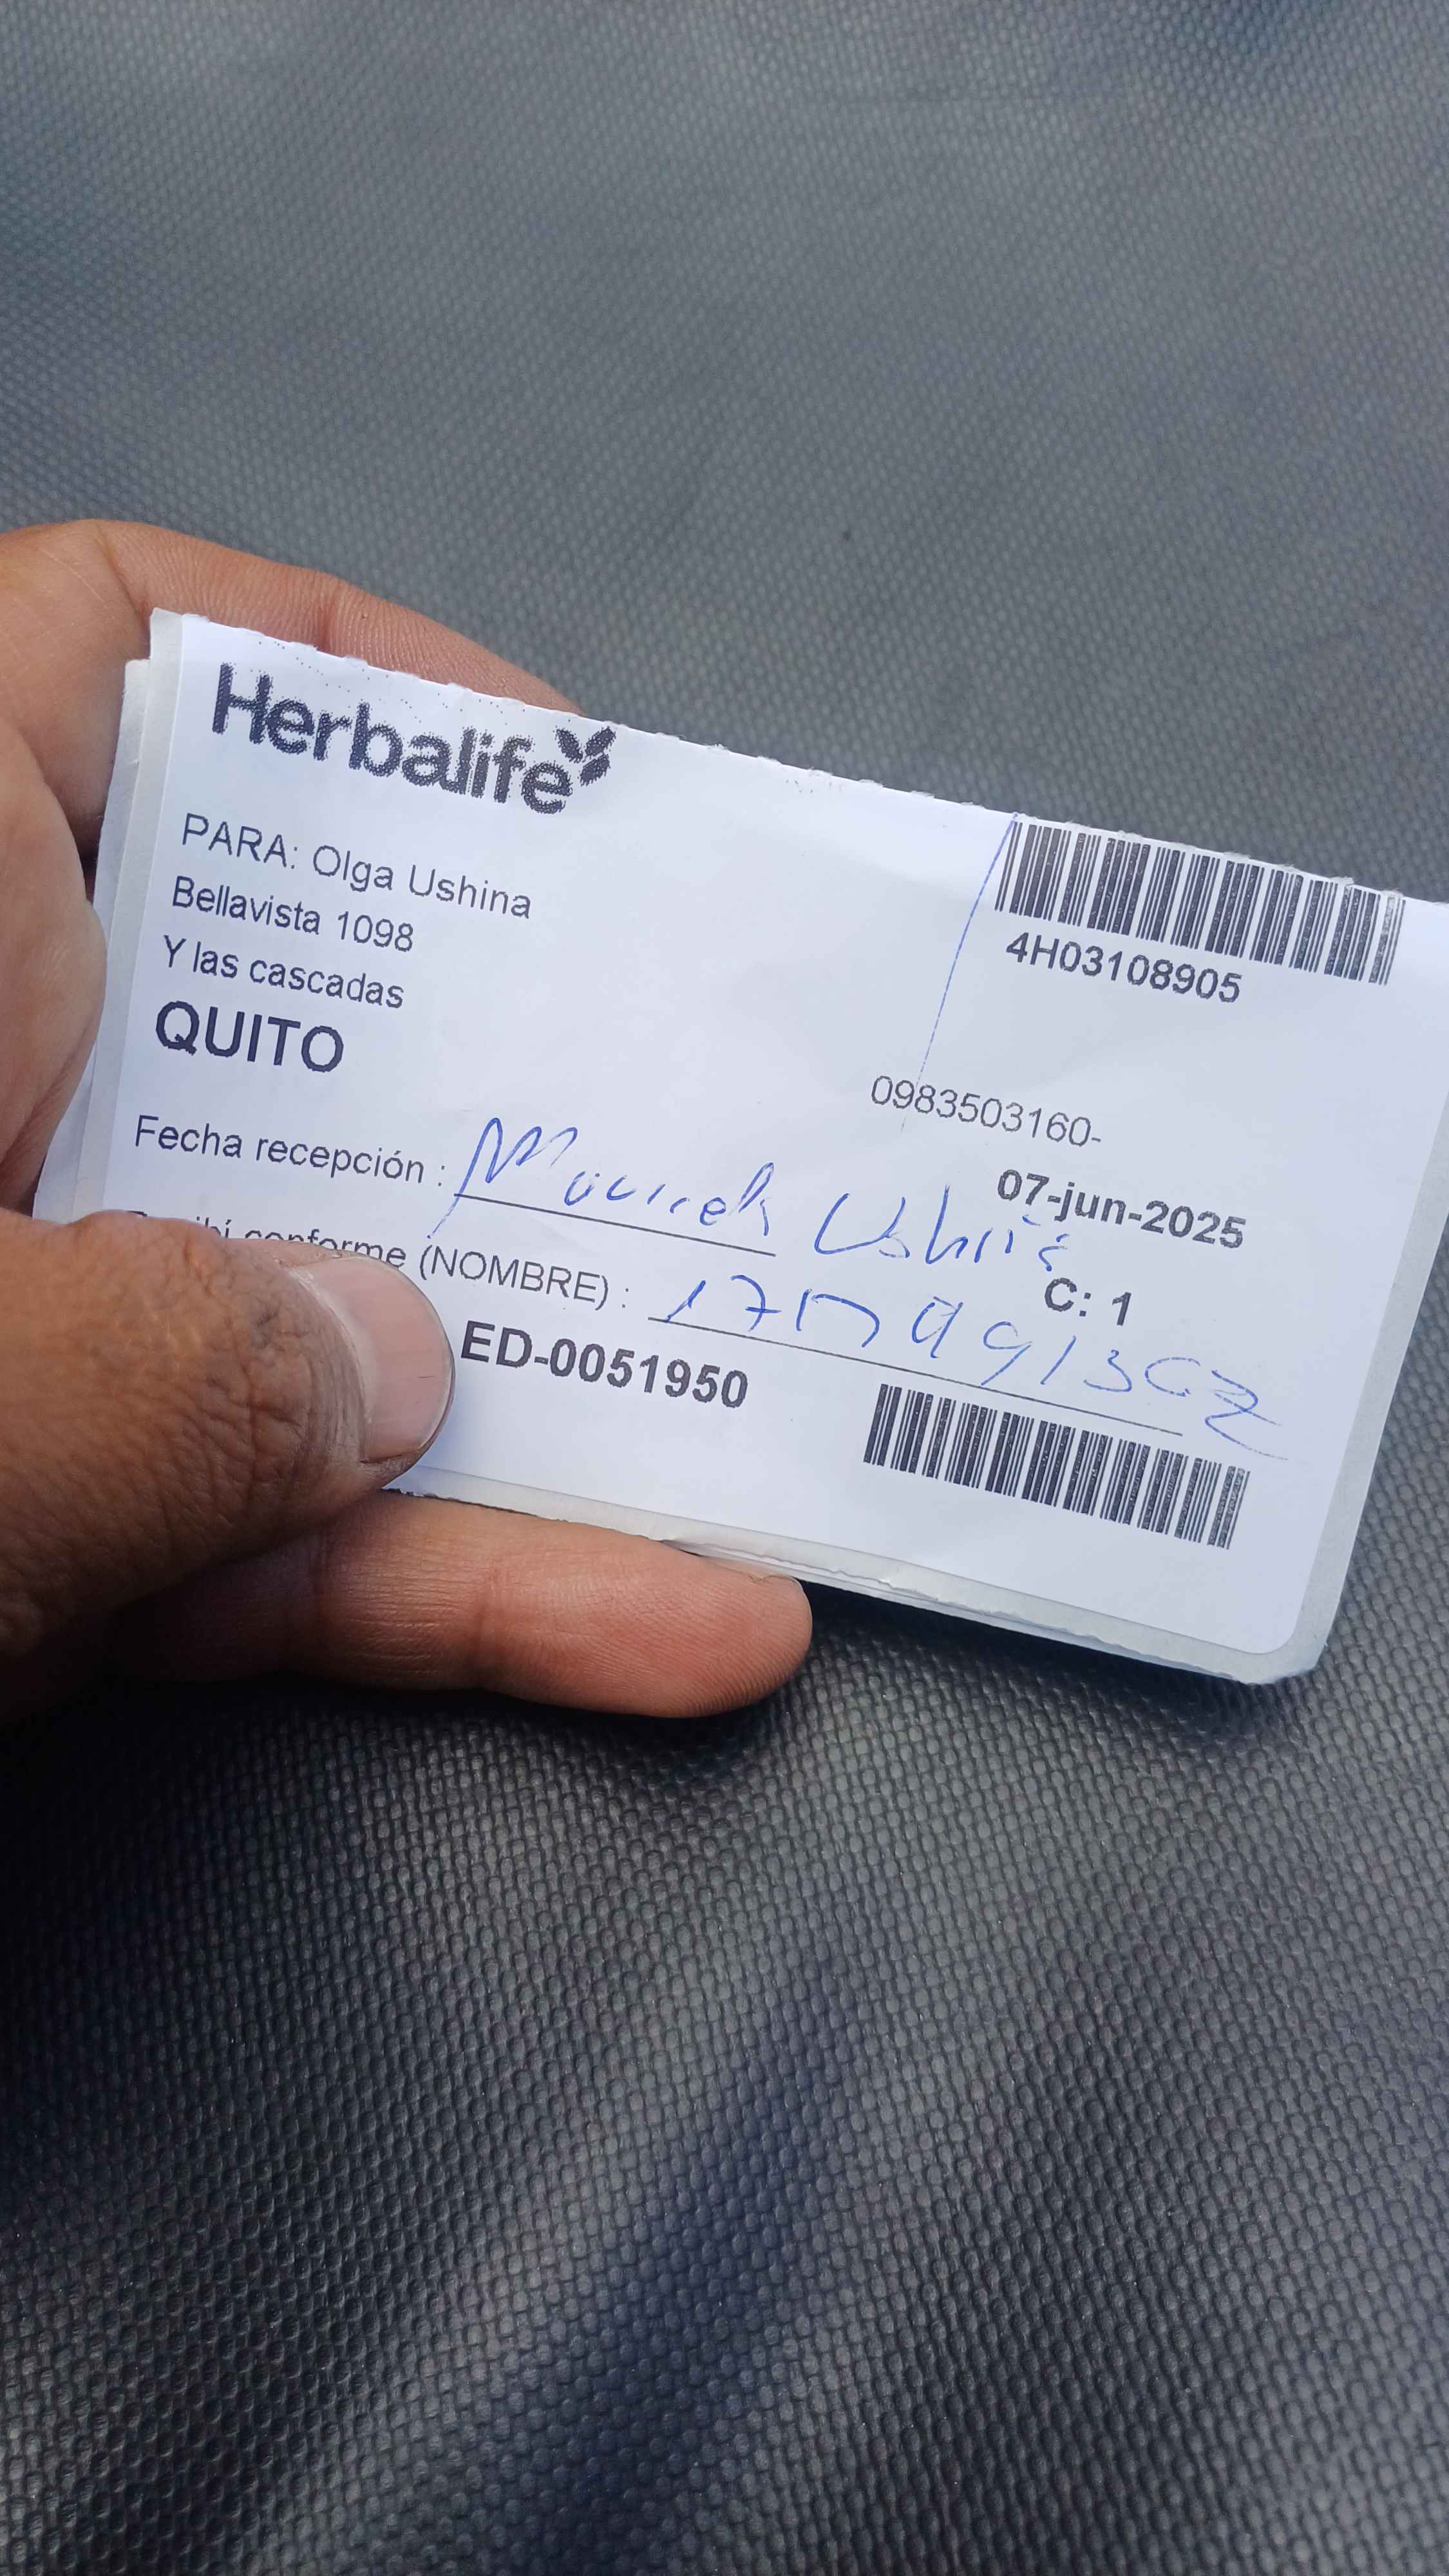 Herbalife
PARA: Olga Ushina
Bellavista 1098
Y las cascadas
QUITO
4H03108905
0983503160-
07-jun-2025
Fecha recepción :
C: 1
conforme (NOMBRE) :
ED-0051950